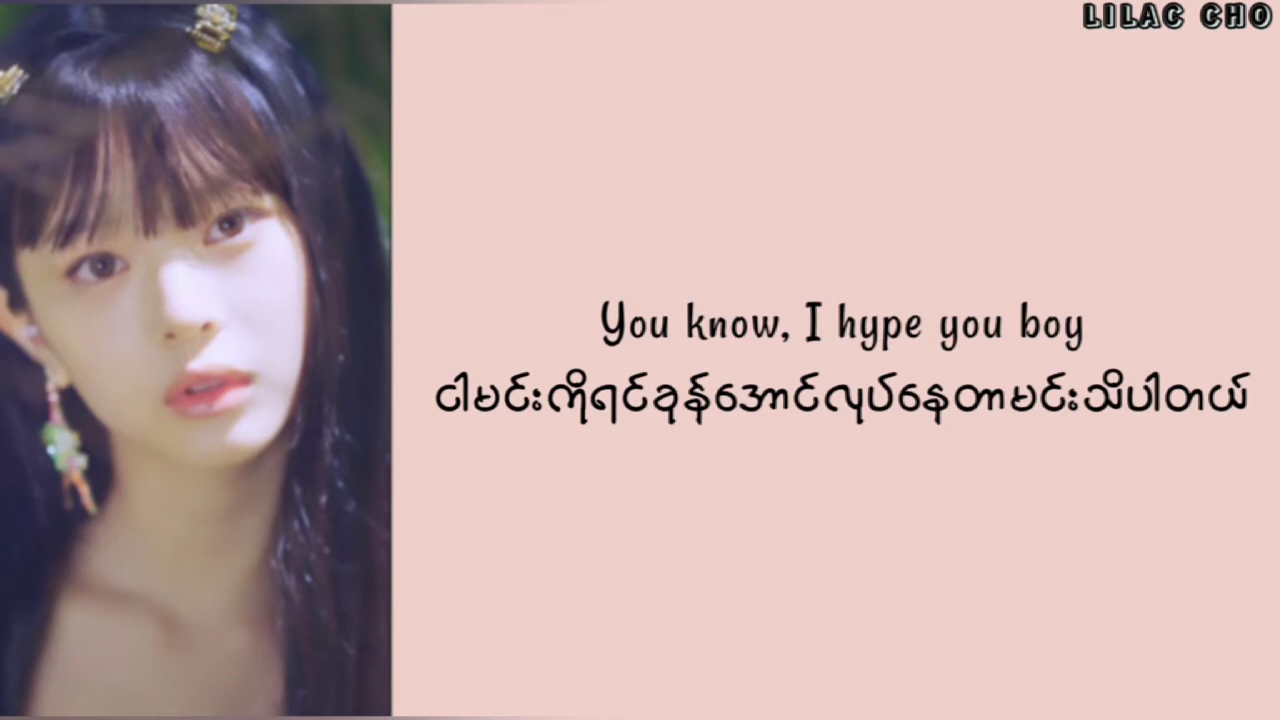 LILAC CHO
You know, I hype you boy
ငါမင်းကိုရင်ခုန်အောင်လုပ်နေတာမင်းသိပါတယ်